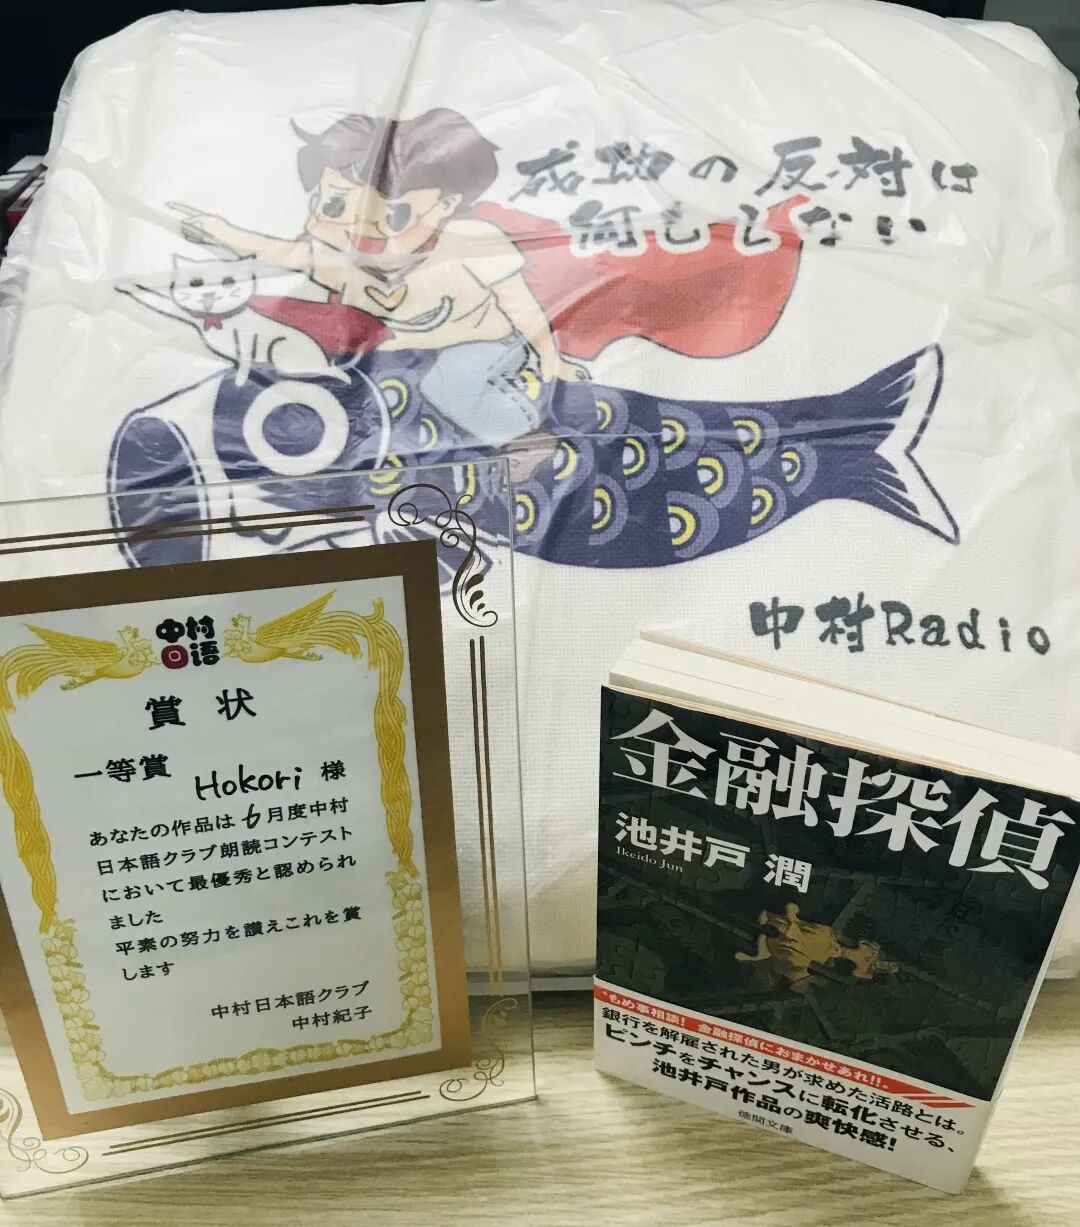 成功の反対は
何もしない
中村Radio
中村
日语
賞状
一等賞
Hokori 様
あなたの作品は6月度中村
日本語クラブ朗読コンテスト
において最優秀と認められ
ました
平素の努力を讃えこれを賞
します
中村日本語クラブ
中村紀子
金融探偵
池井戸 潤
Ikeido Jun
もめ事相談! 金融探偵におまかせあれ!!
銀行を解雇された男が求めた活路とは。
ピンチをチャンスに転化させる、
池井戸作品の爽快感!
徳間文庫